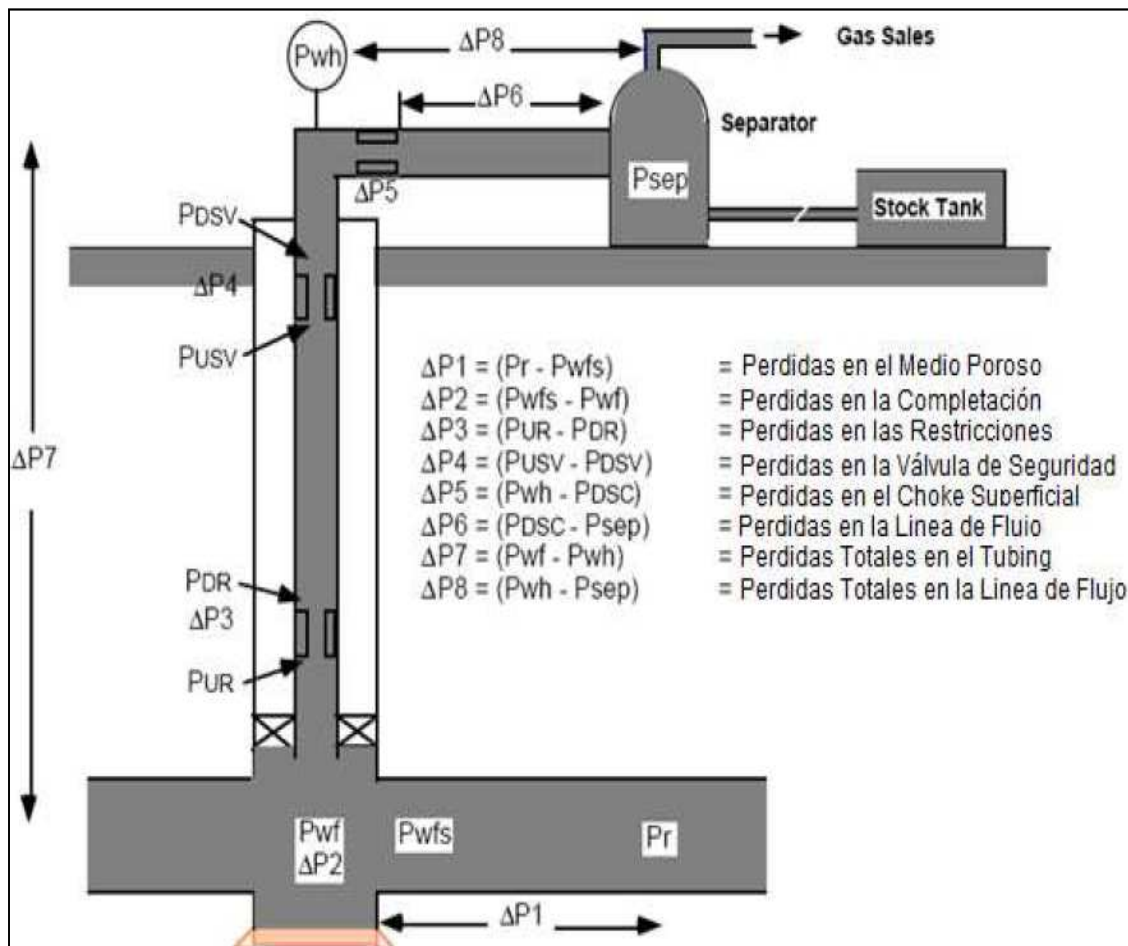 Pwh
ΔP8
Gas Sales
ΔP6
Separator
Psep
ΔP5
Stock Tank
PDSV
ΔP4
PUSV
ΔP7
ΔP1 = (Pr - Pwfs) = Perdidas en el Medio Poroso
ΔP2 = (Pwfs - Pwf) = Perdidas en la Completación
ΔP3 = (PUR - PDR) = Perdidas en las Restricciones
ΔP4 = (PUSV - PDSV) = Perdidas en la Válvula de Seguridad
ΔP5 = (Pwh - PDSC) = Perdidas en el Choke Superficial
ΔP6 = (PDSC - Psep) = Perdidas en la Linea de Fluio
ΔP7 = (Pwf - Pwh) = Perdidas Totales en el Tubing
ΔP8 = (Pwh - Psep) = Perdidas Totales en la Linea de Flujo
PDR
ΔP3
PUR
Pwf
ΔP2
Pwfs
Pr
ΔP1